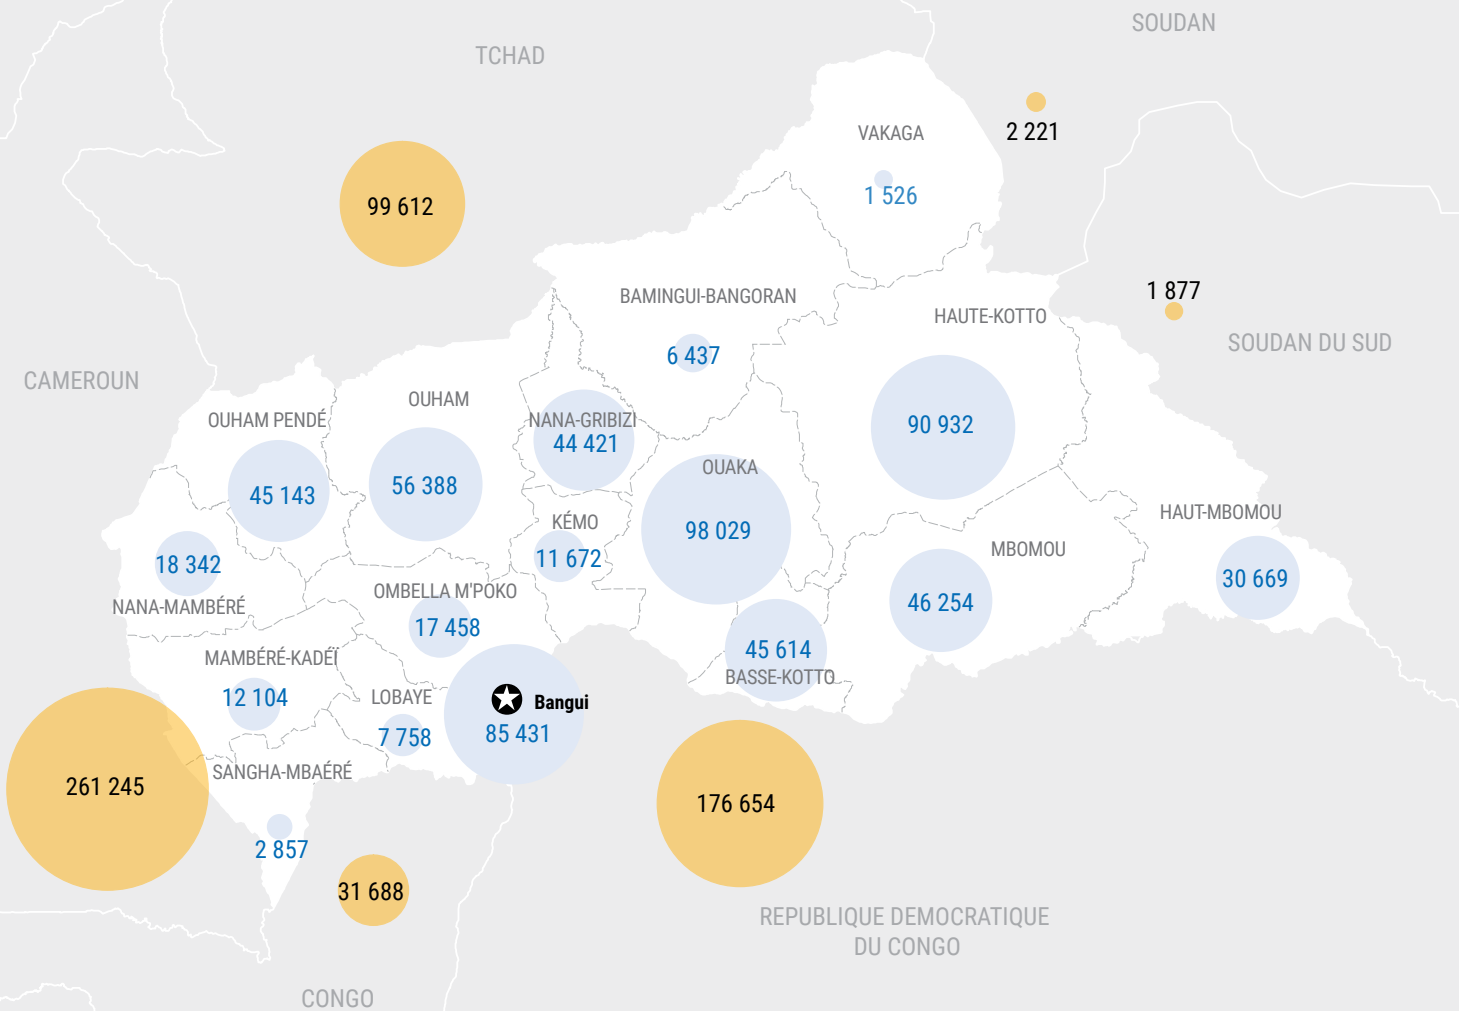 SOUDAN
TCHAD
2 221
VAKAGA
1 526
99 612
1 877
BAMINGUI-BANGORAN
HAUTE-KOTTO
SOUDAN DU SUD
6 437
CAMEROUN
OUHAM
OUHAM PENDÉ
NANA-GRIBIZI
44 421
90 932
OUAKA
56 388
45 143
HAUT-MBOMOU
KÉMO
98 029
MBOMOU
11 672
18 342
30 669
OMBELLA M'POKO
46 254
NANA-MAMBÉRÉ
17 458
45 614
MAMBÉRÉ-KADÉÏ
BASSE-KOTTO
12 104
LOBAYE
Bangui
7 758
85 431
SANGHA-MBAÉRÉ
261 245
176 654
2 857
31 688
REPUBLIQUE DEMOCRATIQUE
DU CONGO
CONGO